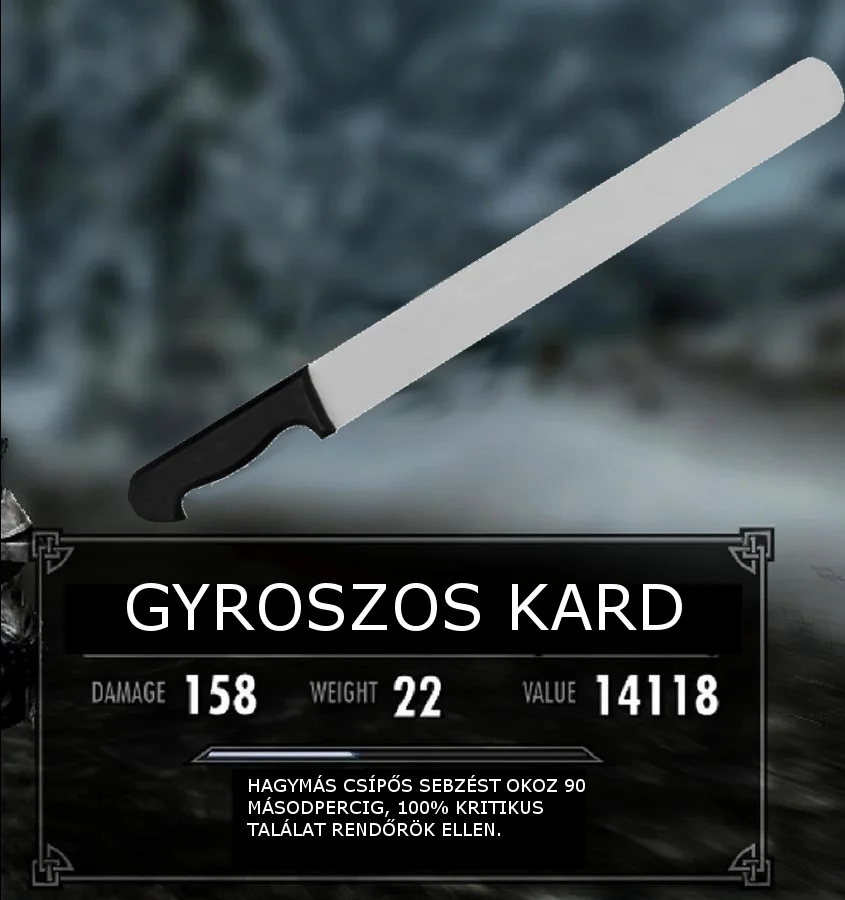 GYROSZOS KARD
DAMAGE 158 WEIGHT 22 VALUE 14118
HAGYMÁS CSÍPŐS SEBZÉST OKOZ 90
MÁSODPERCIG, 100% KRITIKUS
TALÁLAT RENDŐRÖK ELLEN.